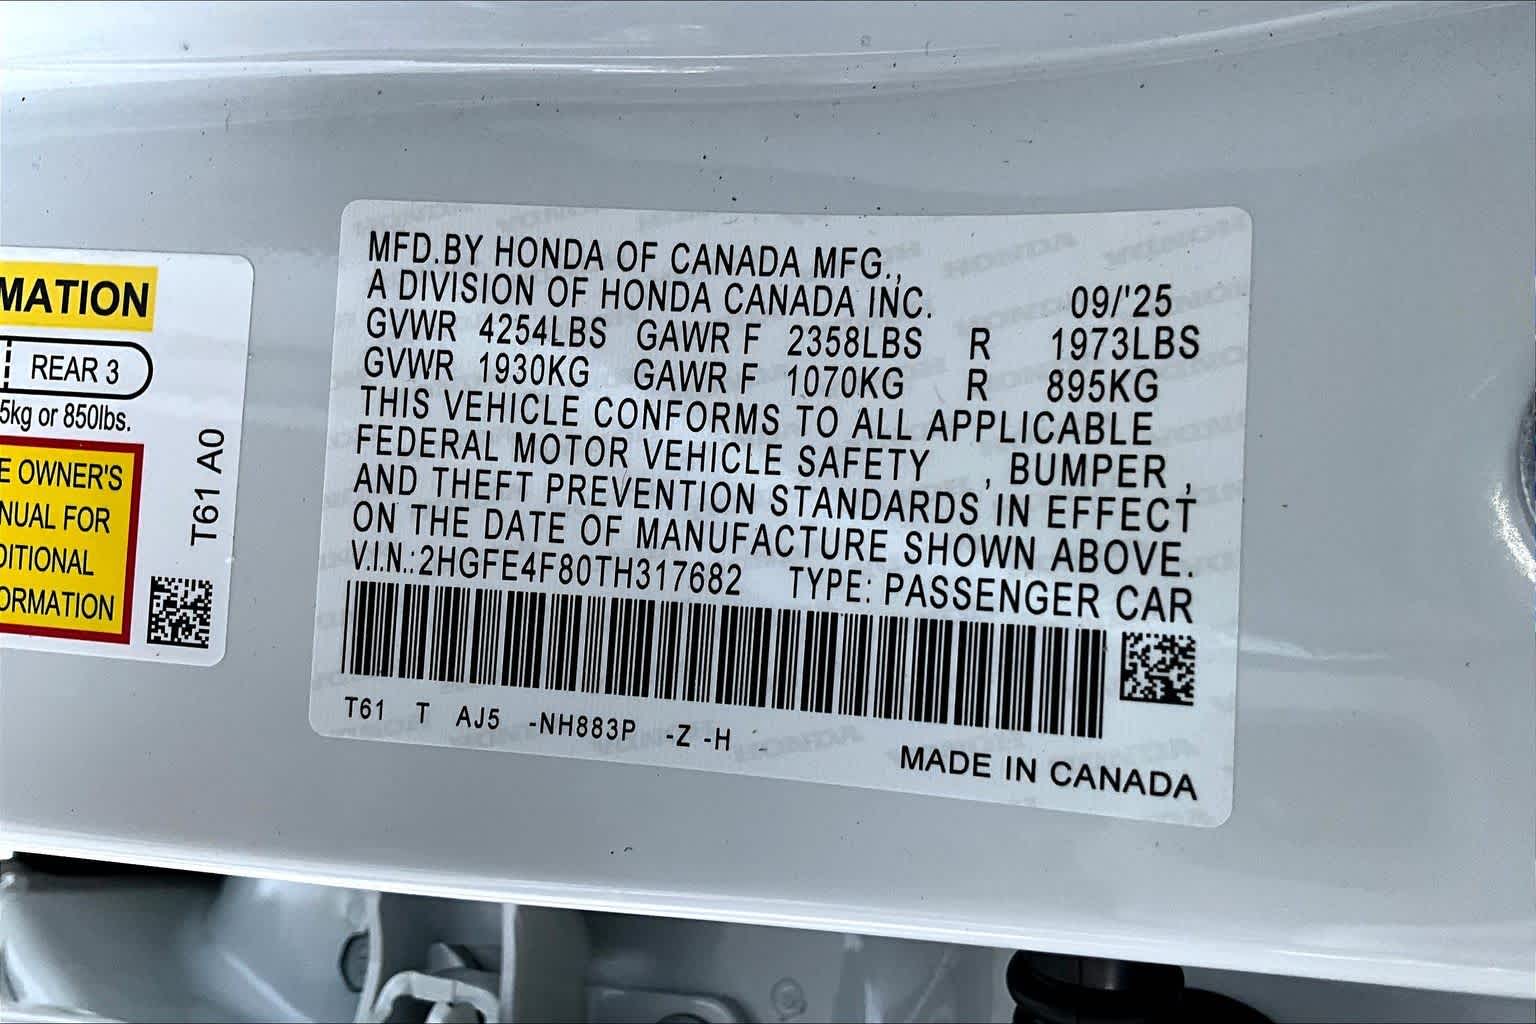 MATION
REAR 3
5kg or 850lbs.
E OWNER'S
NUAL FOR
DITIONAL
ORMATION
T61 A0
MFD.BY HONDA OF CANADA MFG.,
A DIVISION OF HONDA CANADA INC. 09/'25
GVWR 4254LBS GAWR F 2358LBS R 1973LBS
GVWR 1930KG GAWR F 1070KG R 895KG
THIS VEHICLE CONFORMS TO ALL APPLICABLE
FEDERAL MOTOR VEHICLE SAFETY , BUMPER ,
AND THEFT PREVENTION STANDARDS IN EFFECT
ON THE DATE OF MANUFACTURE SHOWN ABOVE.
V.I.N.:2HGFE4F80TH317682 TYPE: PASSENGER CAR
T61 T AJ5 -NH883P -Z -H -
MADE IN CANADA